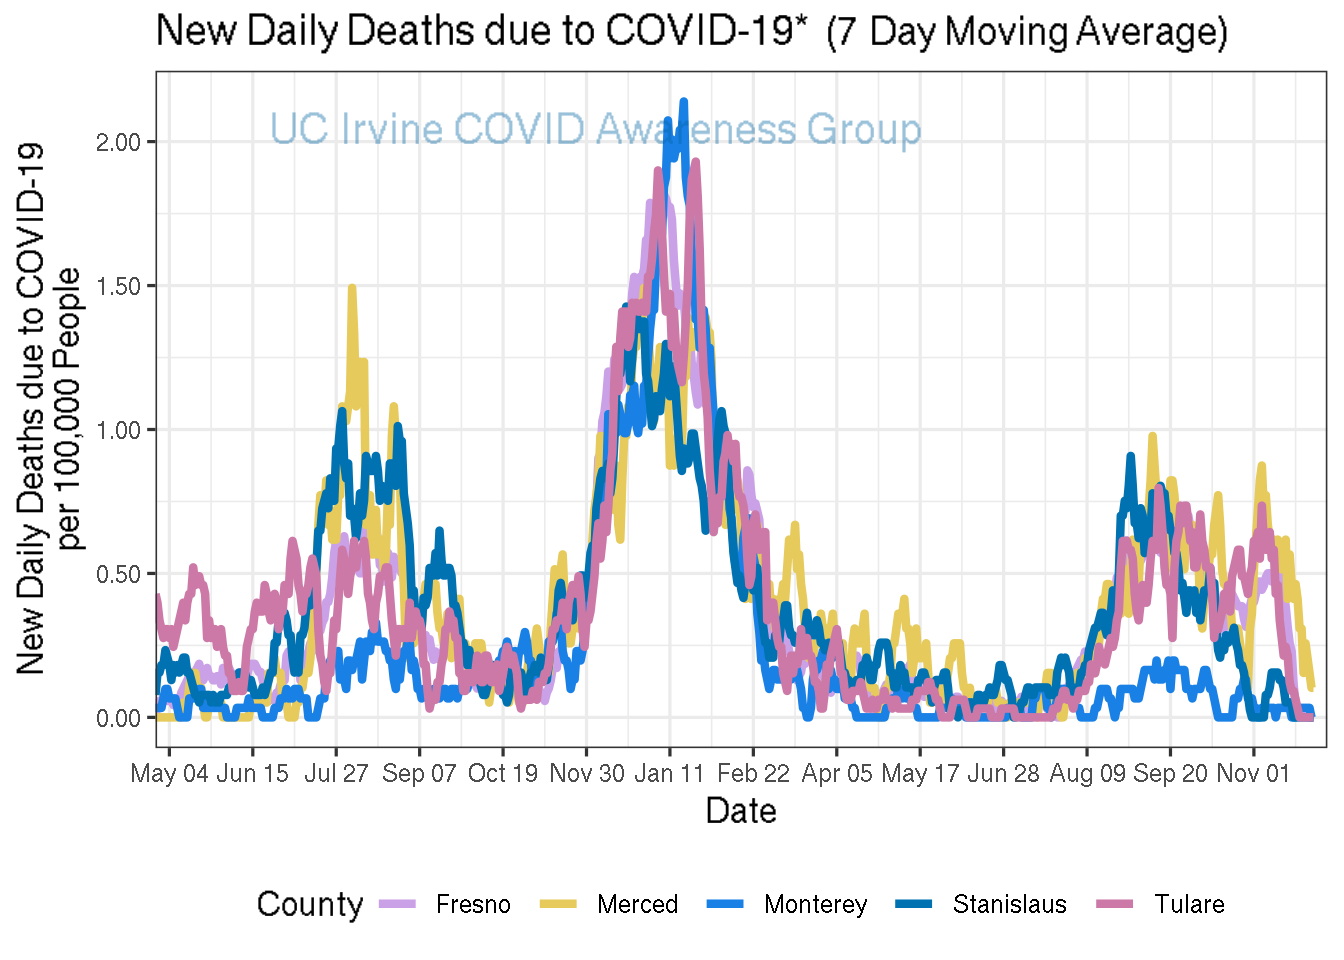 New Daily Deaths due to COVID-19* (7 Day Moving Average)
UC Irvine COVID Awareness Group
New Daily Deaths due to COVID-19
per 100,000 People
2.00
1.50
1.00
0.50
0.00
May 04 Jun 15 Jul 27 Sep 07 Oct 19 Nov 30 Jan 11 Feb 22 Apr 05 May 17 Jun 28 Aug 09 Sep 20 Nov 01
Date
County Fresno Merced Monterey Stanislaus Tulare